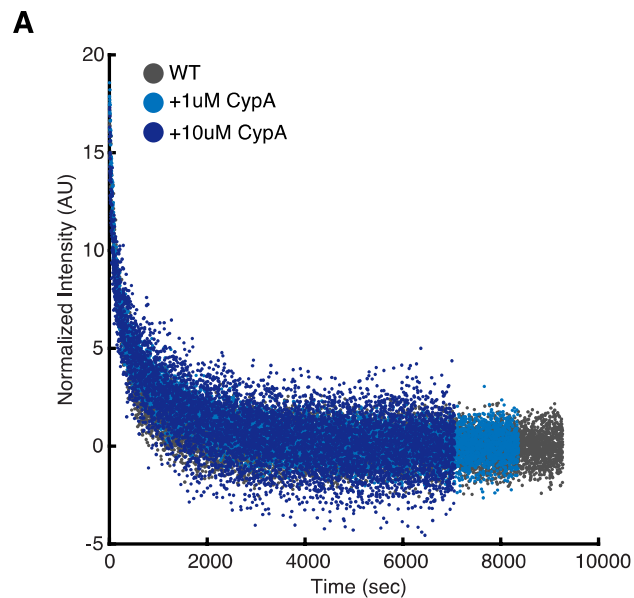 A
20
15
10
5
0
-5
Normalized Intensity (AU)
WT
+1uM CypA
+10uM CypA
0 2000 4000 6000 8000 10000
Time (sec)